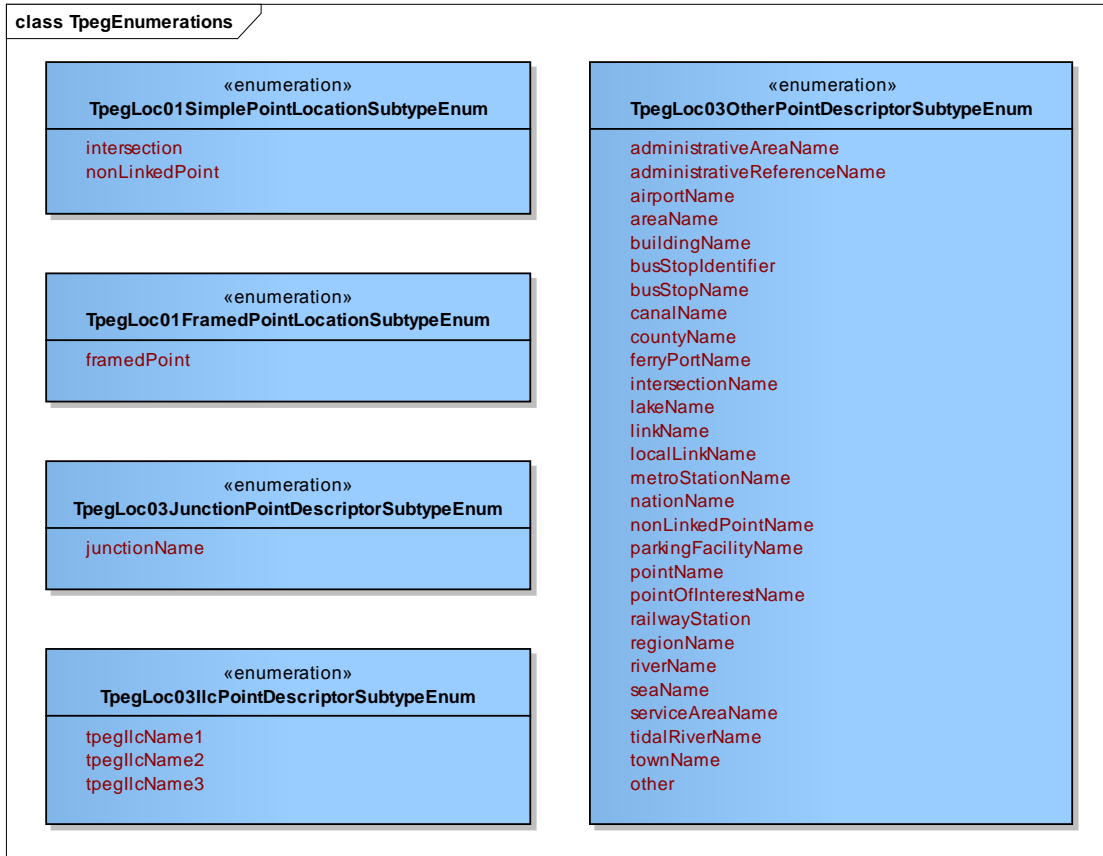 class TpegEnumerations
«enumeration»
TpegLoc01SimplePointLocationSubtypeEnum
intersection
nonLinkedPoint
«enumeration»
TpegLoc01FramedPointLocationSubtypeEnum
framedPoint
«enumeration»
TpegLoc03JunctionPointDescriptorSubtypeEnum
junctionName
«enumeration»
TpegLoc03IlcPointDescriptorSubtypeEnum
tpegIlcName1
tpegIlcName2
tpegIlcName3
«enumeration»
TpegLoc03OtherPointDescriptorSubtypeEnum
administrativeAreaName
administrativeReferenceName
airportName
areaName
buildingName
busStopIdentifier
busStopName
canalName
countyName
ferryPortName
intersectionName
lakeName
linkName
localLinkName
metroStationName
nationName
nonLinkedPointName
parkingFacilityName
pointName
pointOfInterestName
railwayStation
regionName
riverName
seaName
serviceAreaName
tidalRiverName
townName
other